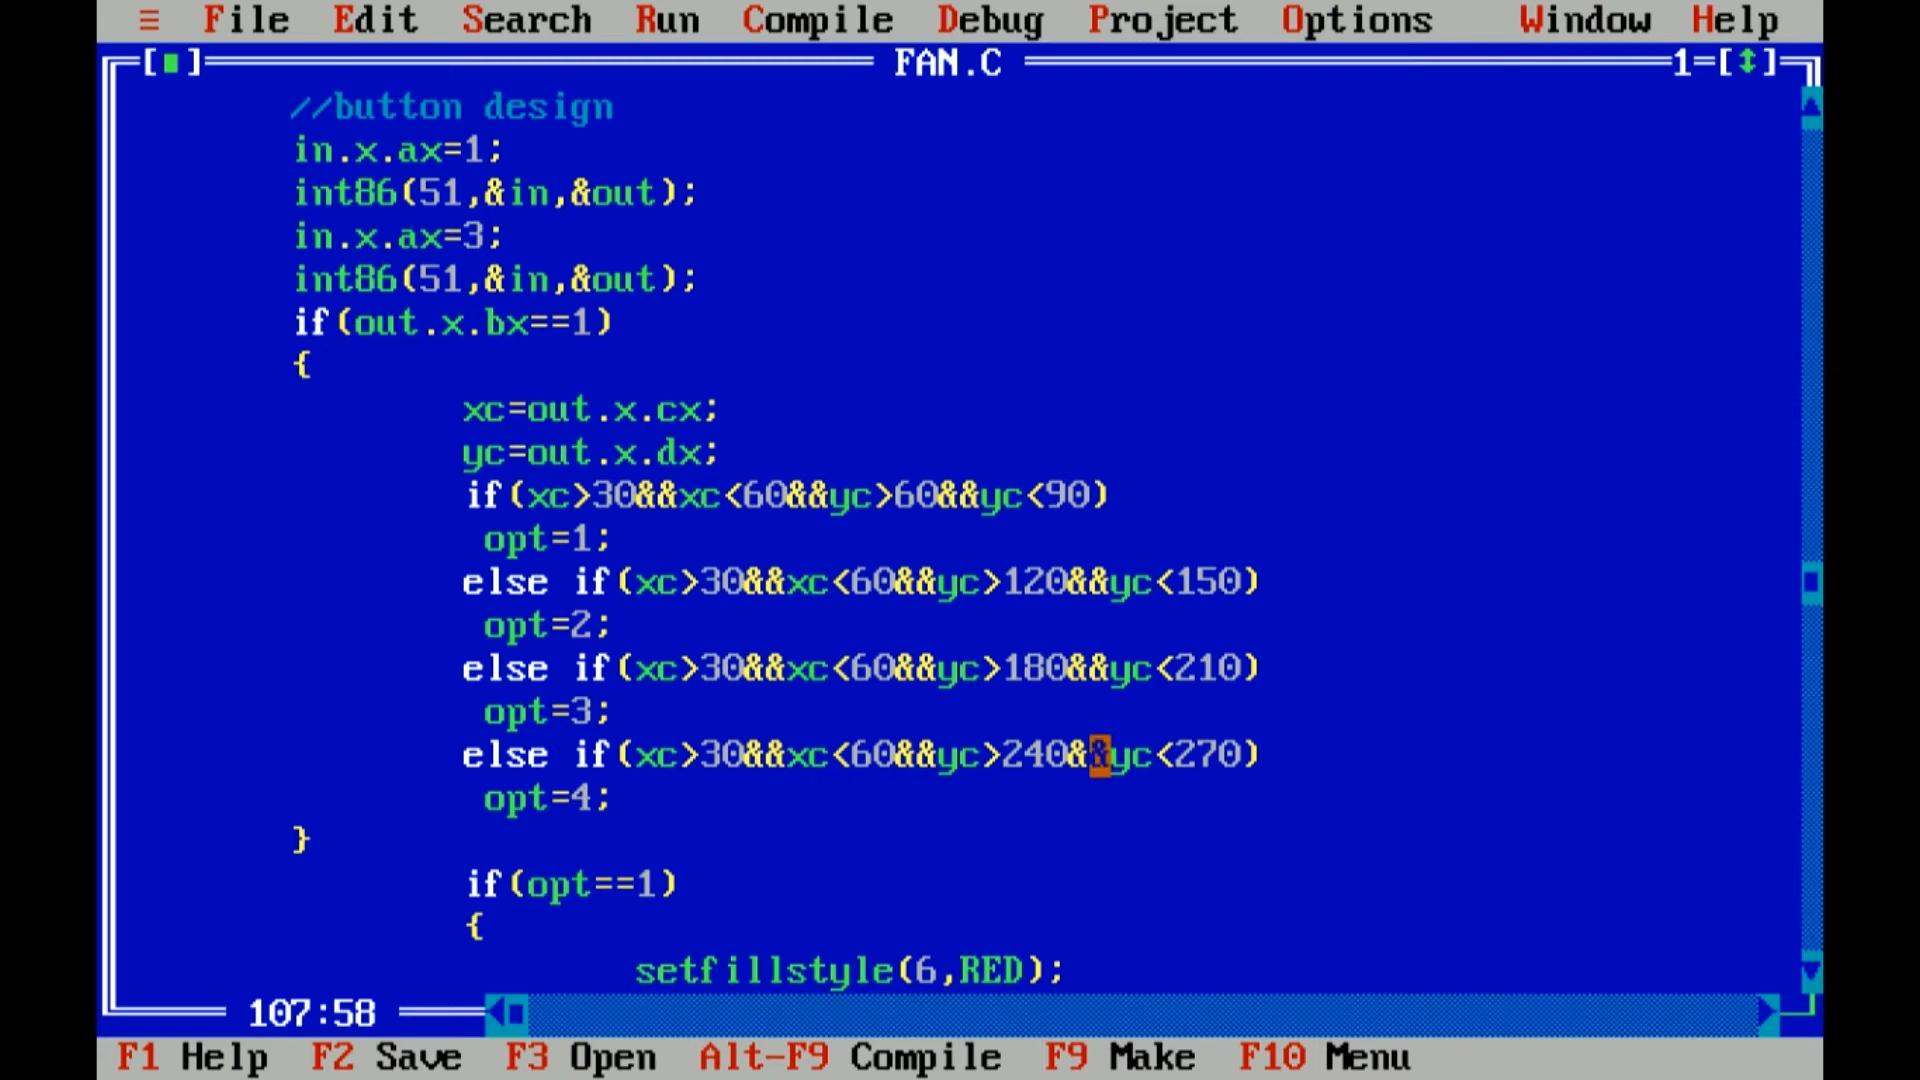 ≡ File Edit Search Run Compile Debug Project Options Window Help
[■] FAN.C 1=[↕]
//button design
in.x.ax=1;
int86(51,&in,&out);
in.x.ax=3;
int86(51,&in,&out);
if(out.x.bx==1)
{
xc=out.x.cx;
yc=out.x.dx;
if(xc>30&&xc<60&&yc>60&&yc<90)
opt=1;
else if(xc>30&&xc<60&&yc>120&&yc<150)
opt=2;
else if(xc>30&&xc<60&&yc>180&&yc<210)
opt=3;
else if(xc>30&&xc<60&&yc>240&&yc<270)
opt=4;
}
if(opt==1)
{
setfillstyle(6,RED);
107:58
F1 Help F2 Save F3 Open Alt-F9 Compile F9 Make F10 Menu